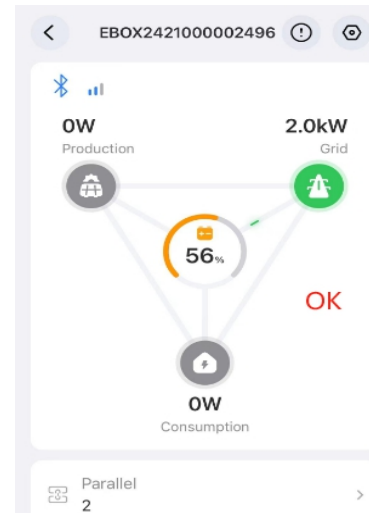 EBOX2421000002496
0W
2.0kW
Production
Grid
56%
OK
0W
Consumption
Parallel
2